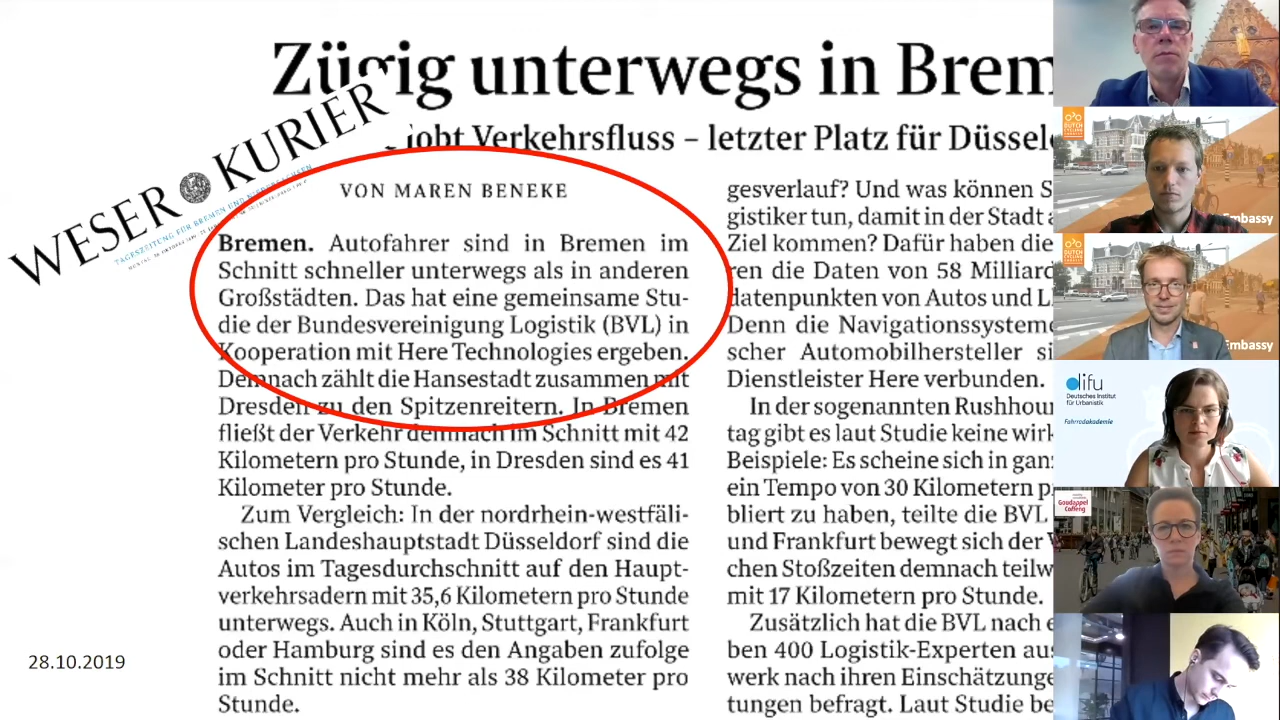 Zügig unterwegs in Brem
lobt Verkehrsfluss – letzter Platz für Düssel
WESER KURIER
TAGESZEITUNG FÜR BREMEN UND NIEDERSACHSEN
VON MAREN BENEKE
Bremen. Autofahrer sind in Bremen im
Schnitt schneller unterwegs als in anderen
Großstädten. Das hat eine gemeinsame Stu-
die der Bundesvereinigung Logistik (BVL) in
Kooperation mit Here Technologies ergeben.
Demnach zählt die Hansestadt zusammen mit
Dresden zu den Spitzenreitern. In Bremen
fließt der Verkehr demnach im Schnitt mit 42
Kilometern pro Stunde, in Dresden sind es 41
Kilometer pro Stunde.
Zum Vergleich: In der nordrhein-westfäli-
schen Landeshauptstadt Düsseldorf sind die
Autos im Tagesdurchschnitt auf den Haupt-
verkehrsadern mit 35,6 Kilometern pro Stunde
unterwegs. Auch in Köln, Stuttgart, Frankfurt
oder Hamburg sind es den Angaben zufolge
im Schnitt nicht mehr als 38 Kilometer pro
Stunde.
gesverlauf? Und was können S
gistiker tun, damit in der Stadt a
Ziel kommen? Dafür haben die
ren die Daten von 58 Milliard
datenpunkten von Autos und L
Denn die Navigationssysteme
scher Automobilhersteller si
Dienstleister Here verbunden.
In der sogenannten Rushhou
tag gibt es laut Studie keine wirk
Beispiele: Es scheine sich in gan
ein Tempo von 30 Kilometern p
bliert zu haben, teilte die BVL
und Frankfurt bewegt sich der V
chen Stoßzeiten demnach teilw
mit 17 Kilometern pro Stunde.
Zusätzlich hat die BVL nach e
ben 400 Logistik-Experten aus
werk nach ihren Einschätzunge
tungen befragt. Laut Studie be
28.10.2019
DUTCH
CYCLING
Embassy
DUTCH
CYCLING
Embassy
difu
Deutsches Institut
für Urbanistik
Fahrradakademie
Goudappel
Coffeng